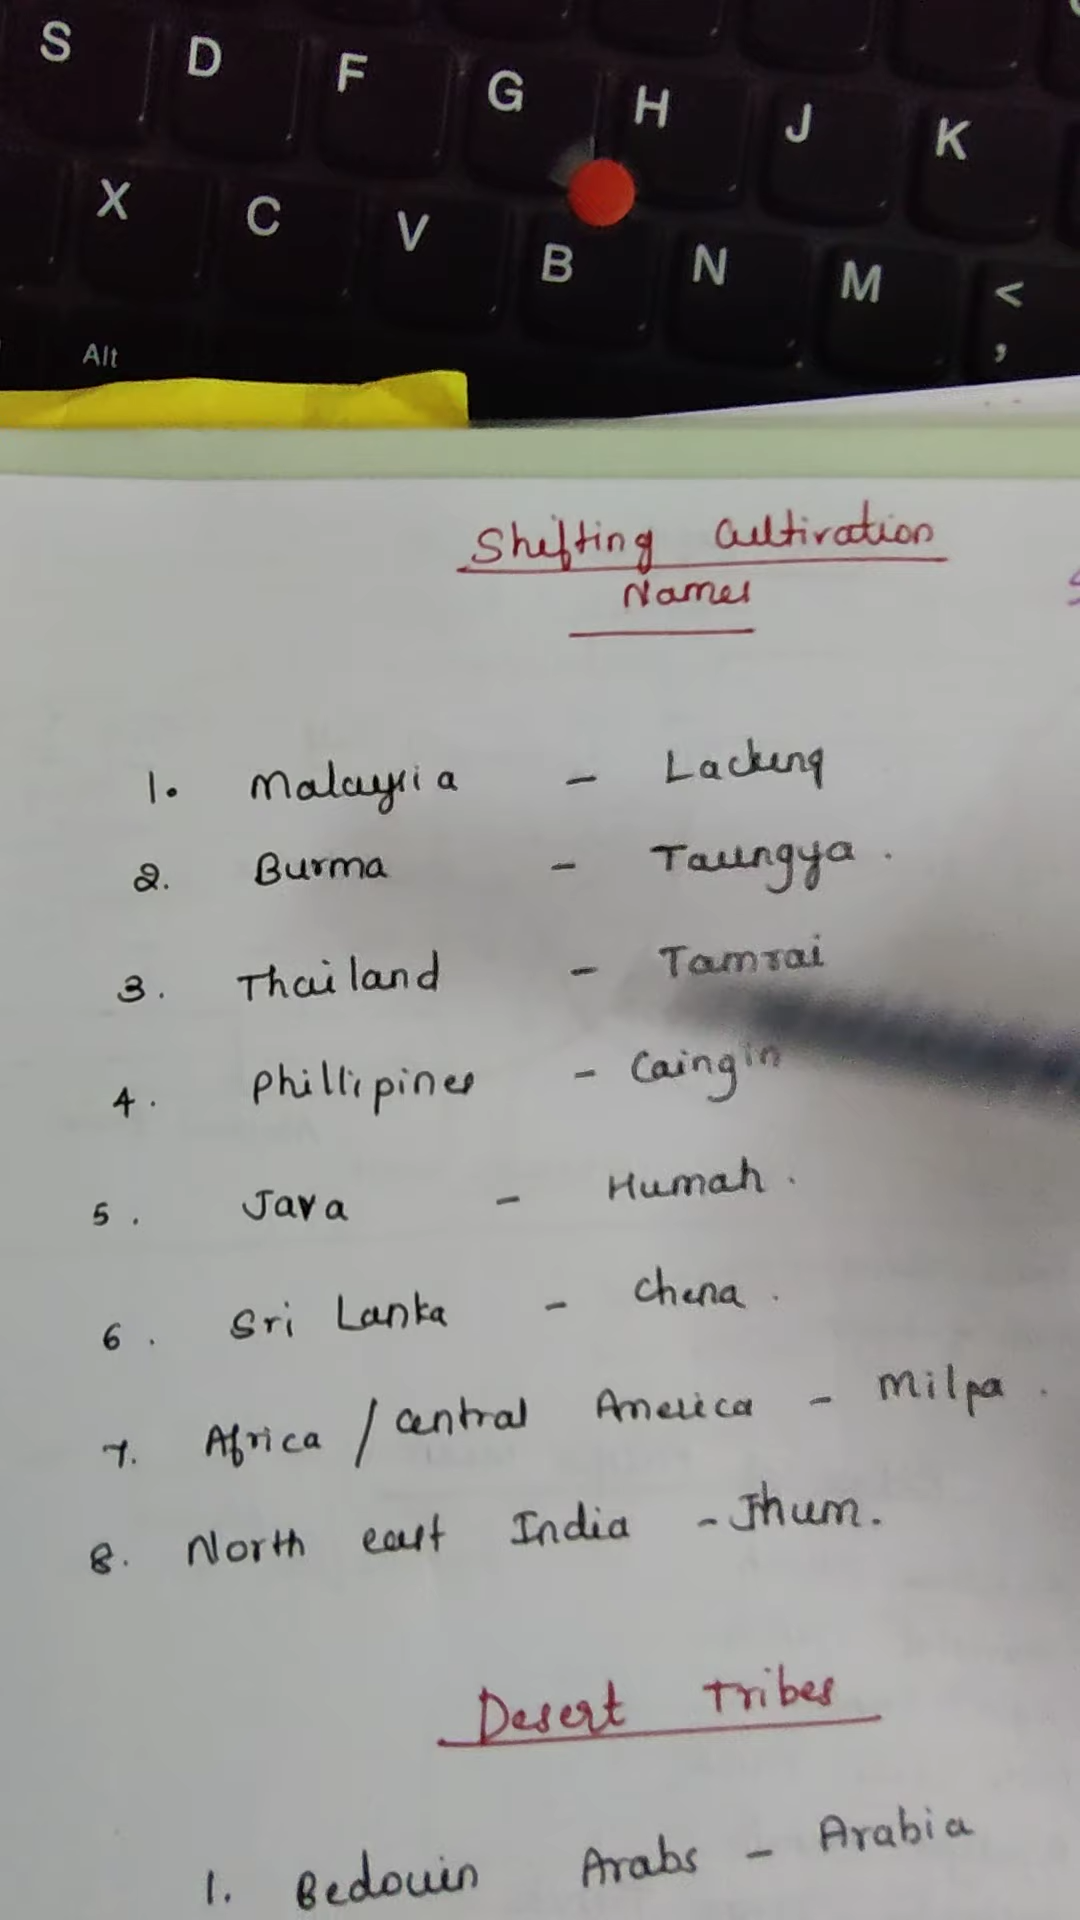 S D F G H J K
X C V B N M <
Alt ,
Shifting Cultivation
Names
1. Malaysia - Lacking
2. Burma - Taungya.
3. Thailand - Tamrai
4. Phillipines - Caingin
5. Java - Humah.
6. Sri Lanka - Chena.
7. Africa / Central America - Milpa.
8. North east India - Jhum.
Desert Tribes
1. Bedouin Arabs - Arabia